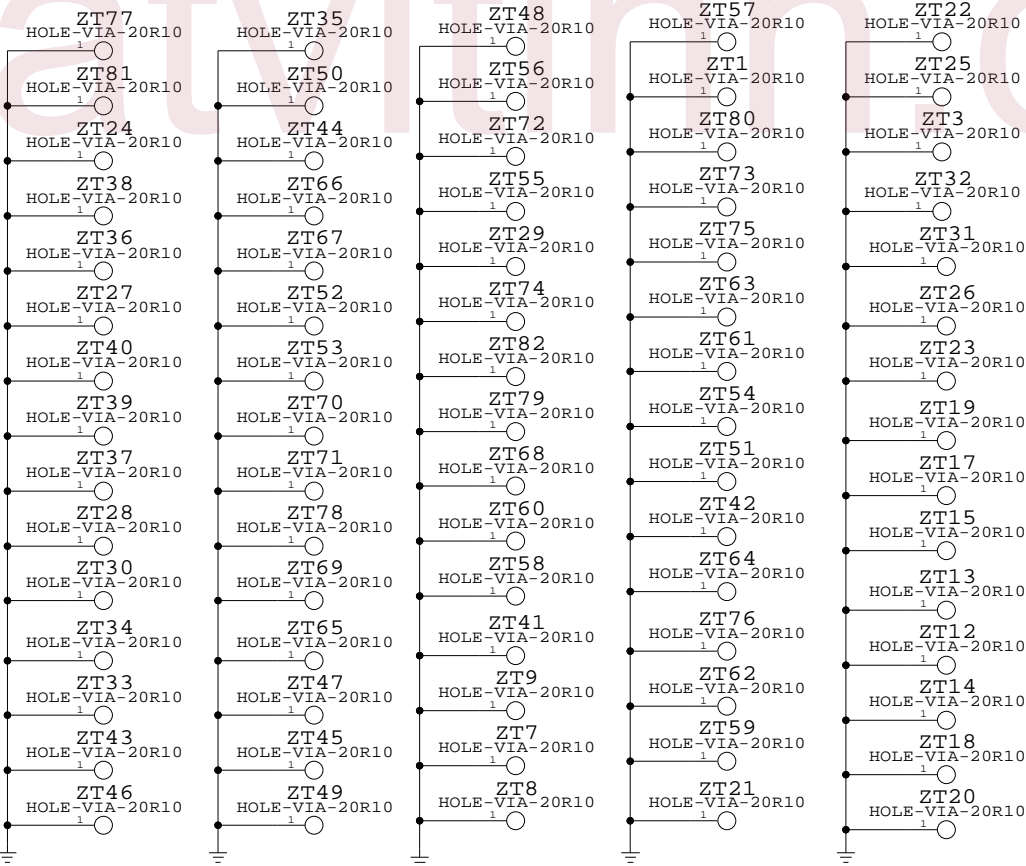 ZT77
HOLE-VIA-20R10
1
ZT81
HOLE-VIA-20R10
1
ZT24
HOLE-VIA-20R10
1
ZT38
HOLE-VIA-20R10
1
ZT36
HOLE-VIA-20R10
1
ZT27
HOLE-VIA-20R10
1
ZT40
HOLE-VIA-20R10
1
ZT39
HOLE-VIA-20R10
1
ZT37
HOLE-VIA-20R10
1
ZT28
HOLE-VIA-20R10
1
ZT30
HOLE-VIA-20R10
1
ZT34
HOLE-VIA-20R10
1
ZT33
HOLE-VIA-20R10
1
ZT43
HOLE-VIA-20R10
1
ZT46
HOLE-VIA-20R10
1
ZT35
HOLE-VIA-20R10
1
ZT50
HOLE-VIA-20R10
1
ZT44
HOLE-VIA-20R10
1
ZT66
HOLE-VIA-20R10
1
ZT67
HOLE-VIA-20R10
1
ZT52
HOLE-VIA-20R10
1
ZT53
HOLE-VIA-20R10
1
ZT70
HOLE-VIA-20R10
1
ZT71
HOLE-VIA-20R10
1
ZT78
HOLE-VIA-20R10
1
ZT69
HOLE-VIA-20R10
1
ZT65
HOLE-VIA-20R10
1
ZT47
HOLE-VIA-20R10
1
ZT45
HOLE-VIA-20R10
1
ZT49
HOLE-VIA-20R10
1
ZT48
HOLE-VIA-20R10
1
ZT56
HOLE-VIA-20R10
1
ZT72
HOLE-VIA-20R10
1
ZT55
HOLE-VIA-20R10
1
ZT29
HOLE-VIA-20R10
1
ZT74
HOLE-VIA-20R10
1
ZT82
HOLE-VIA-20R10
1
ZT79
HOLE-VIA-20R10
1
ZT68
HOLE-VIA-20R10
1
ZT60
HOLE-VIA-20R10
1
ZT58
HOLE-VIA-20R10
1
ZT41
HOLE-VIA-20R10
1
ZT9
HOLE-VIA-20R10
1
ZT7
HOLE-VIA-20R10
1
ZT8
HOLE-VIA-20R10
1
ZT57
HOLE-VIA-20R10
1
ZT1
HOLE-VIA-20R10
1
ZT80
HOLE-VIA-20R10
1
ZT73
HOLE-VIA-20R10
1
ZT75
HOLE-VIA-20R10
1
ZT63
HOLE-VIA-20R10
1
ZT61
HOLE-VIA-20R10
1
ZT54
HOLE-VIA-20R10
1
ZT51
HOLE-VIA-20R10
1
ZT42
HOLE-VIA-20R10
1
ZT64
HOLE-VIA-20R10
1
ZT76
HOLE-VIA-20R10
1
ZT62
HOLE-VIA-20R10
1
ZT59
HOLE-VIA-20R10
1
ZT21
HOLE-VIA-20R10
1
ZT22
HOLE-VIA-20R10
1
ZT25
HOLE-VIA-20R10
1
ZT3
HOLE-VIA-20R10
1
ZT32
HOLE-VIA-20R10
1
ZT31
HOLE-VIA-20R10
1
ZT26
HOLE-VIA-20R10
1
ZT23
HOLE-VIA-20R10
1
ZT19
HOLE-VIA-20R10
1
ZT17
HOLE-VIA-20R10
1
ZT15
HOLE-VIA-20R10
1
ZT13
HOLE-VIA-20R10
1
ZT12
HOLE-VIA-20R10
1
ZT14
HOLE-VIA-20R10
1
ZT18
HOLE-VIA-20R10
1
ZT20
HOLE-VIA-20R10
1